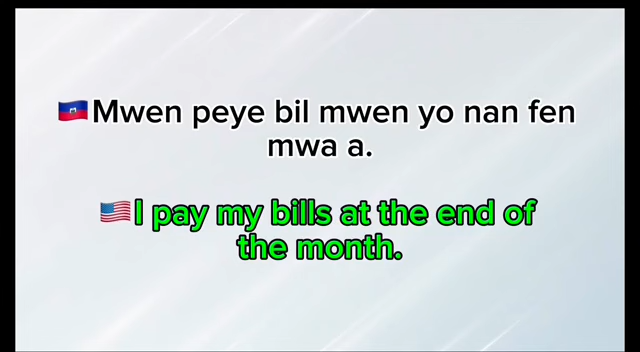 Mwen peye bil mwen yo nan fen
mwa a.
I pay my bills at the end of
the month.